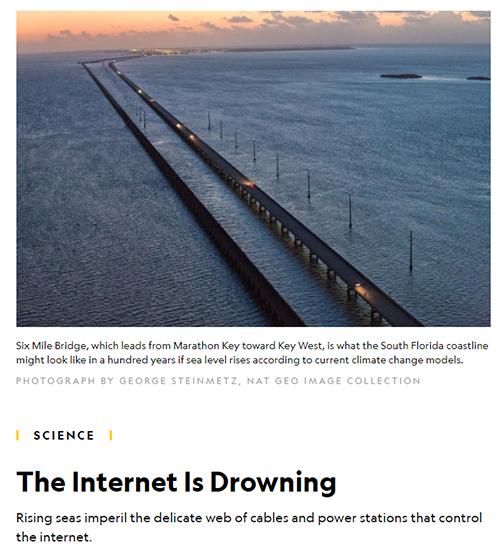 Six Mile Bridge, which leads from Marathon Key toward Key West, is what the South Florida coastline
might look like in a hundred years if sea level rises according to current climate change models.
PHOTOGRAPH BY GEORGE STEINMETZ, NAT GEO IMAGE COLLECTION
SCIENCE
The Internet Is Drowning
Rising seas imperil the delicate web of cables and power stations that control
the internet.